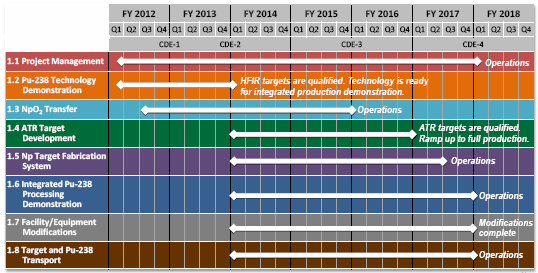 FY 2012 FY 2013 FY 2014 FY 2015 FY 2016 FY 2017 FY 2018
Q1 Q2 Q3 Q4 Q1 Q2 Q3 Q4 Q1 Q2 Q3 Q4 Q1 Q2 Q3 Q4 Q1 Q2 Q3 Q4 Q1 Q2 Q3 Q4 Q1 Q2 Q3 Q4
CDE-1 CDE-2 CDE-3 CDE-4
1.1 Project Management
Operations
1.2 Pu-238 Technology
Demonstration
HFIR targets are qualified. Technology is ready
for integrated production demonstration.
1.3 NpO₂ Transfer
Operations
1.4 ATR Target
Development
ATR targets are qualified,
Ramp up to full production.
1.5 Np Target Fabrication
System
Operations
1.6 Integrated Pu-238
Processing
Demonstration
Operations
1.7 Facility/Equipment
Modifications
Modifications
complete
1.8 Target and Pu-238
Transport
Operations